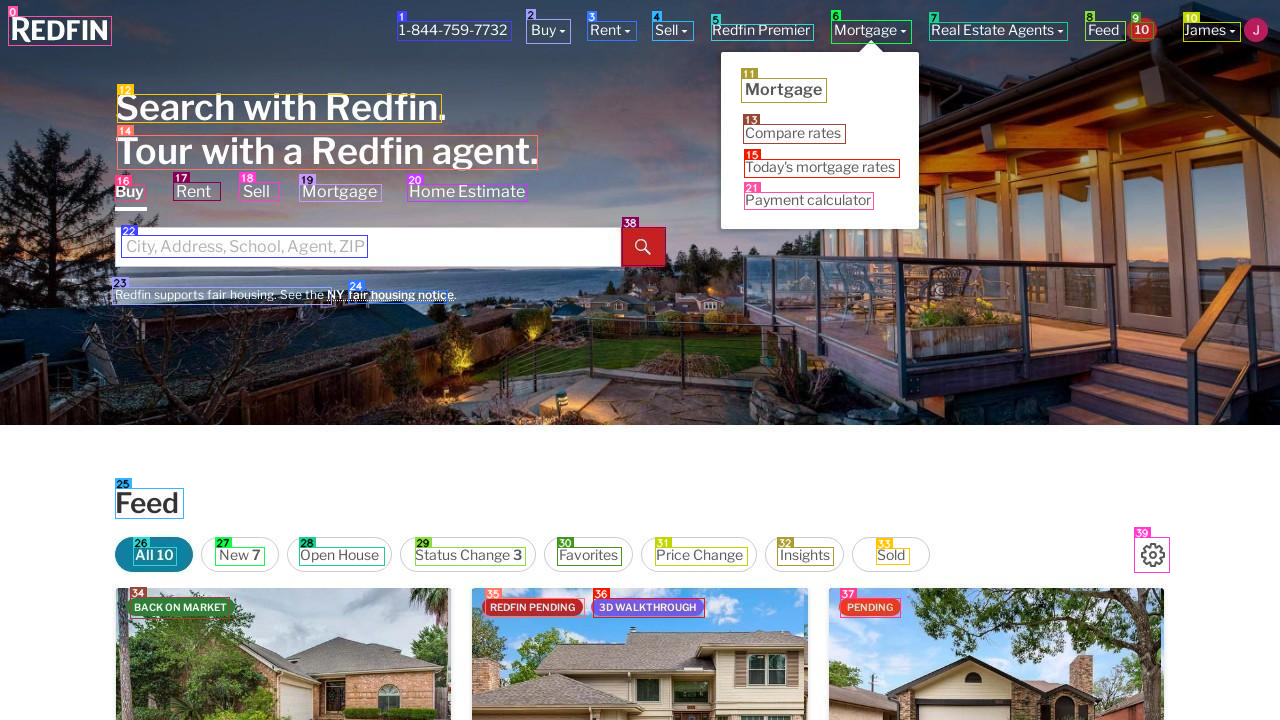 0
REDFIN
1
1-844-759-7732
2
Buy
3
Rent
4
Sell
5
Redfin Premier
6
Mortgage
7
Real Estate Agents
8
Feed
9
10
10
James
J
11
Mortgage
13
Compare rates
15
Today's mortgage rates
21
Payment calculator
12
Search with Redfin.
14
Tour with a Redfin agent.
16
Buy
17
Rent
18
Sell
19
Mortgage
20
Home Estimate
22
City, Address, School, Agent, ZIP
38
23
24
Redfin supports fair housing. See the NY fair housing notice.
25
Feed
26
All 10
27
New 7
28
Open House
29
Status Change 3
30
Favorites
31
Price Change
32
Insights
33
Sold
39
34
BACK ON MARKET
35
REDFIN PENDING
36
3D WALKTHROUGH
37
PENDING